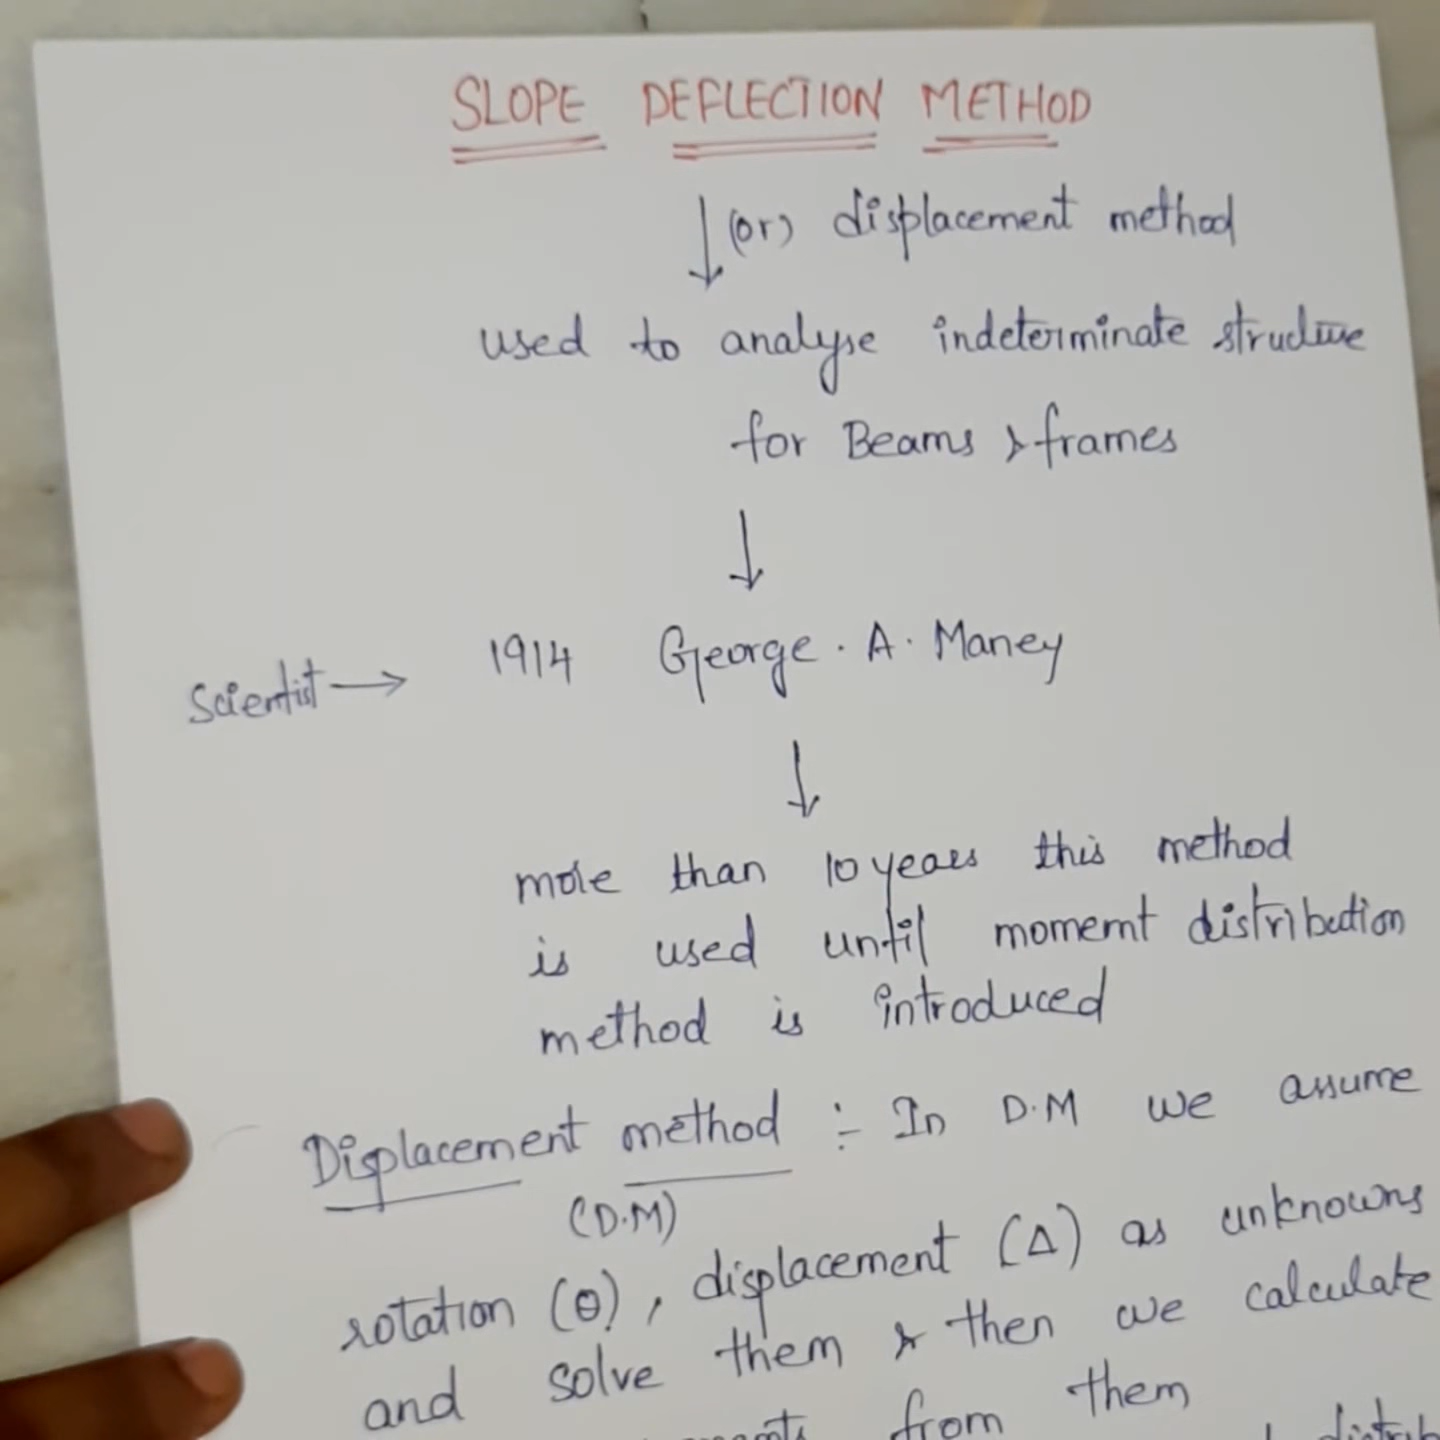 SLOPE DEFLECTION METHOD
(or) displacement method
used to analyse indeterminate structure
for Beams & frames
Scientist → 1914 George. A. Maney
more than 10 years this method
is used until moment distribution
method is introduced
Displacement method :- In D.M we assume
(D.M)
rotation (θ), displacement (Δ) as unknowns
and solve them & then we calculate
from them